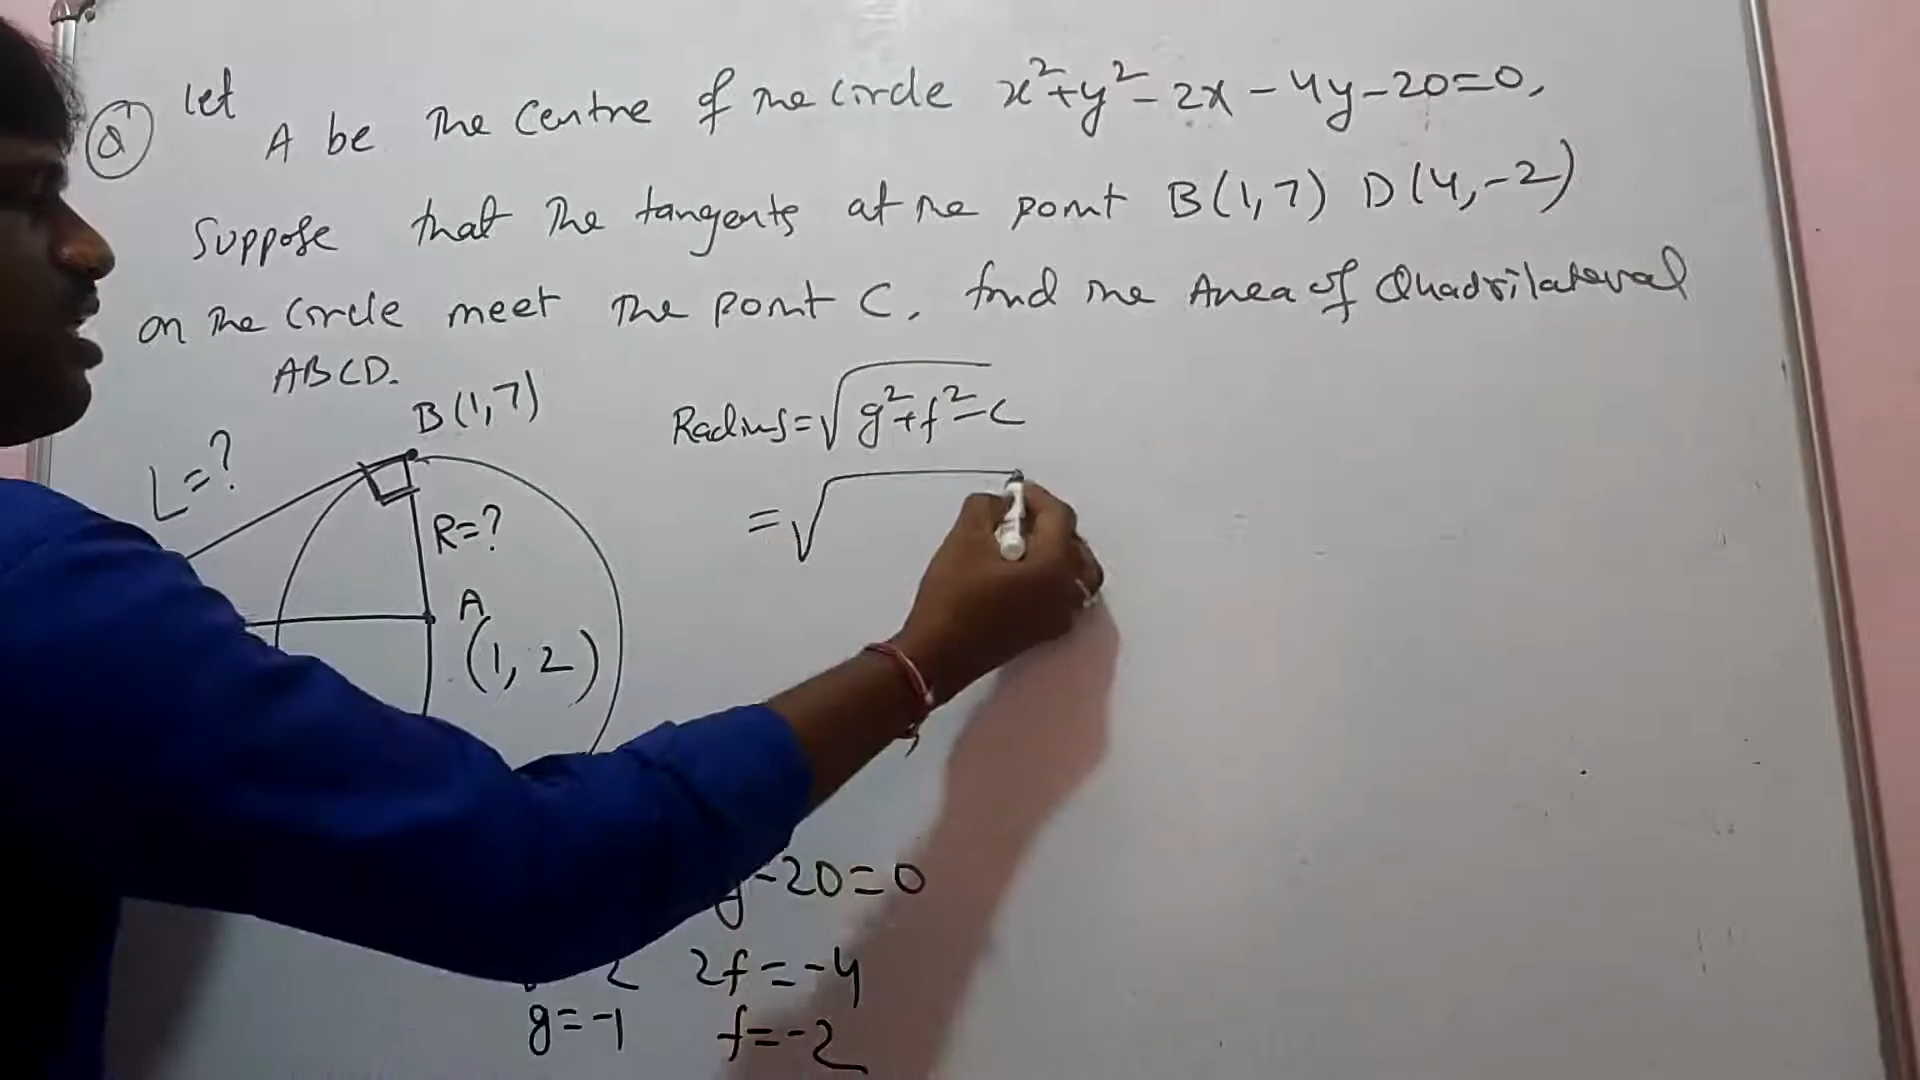 Q) Let A be the Centre of the circle x²+y²-2x-4y-20=0,
Suppose that the tangents at the point B(1,7) D(4,-2)
on the circle meet the point C. find the Area of Quadrilateral
ABCD.
B(1,7)
L=?
R=?
A
(1, 2)
Radius=√g²+f²-c
=√
y-20=0
2f=-4
g=-1
f=-2